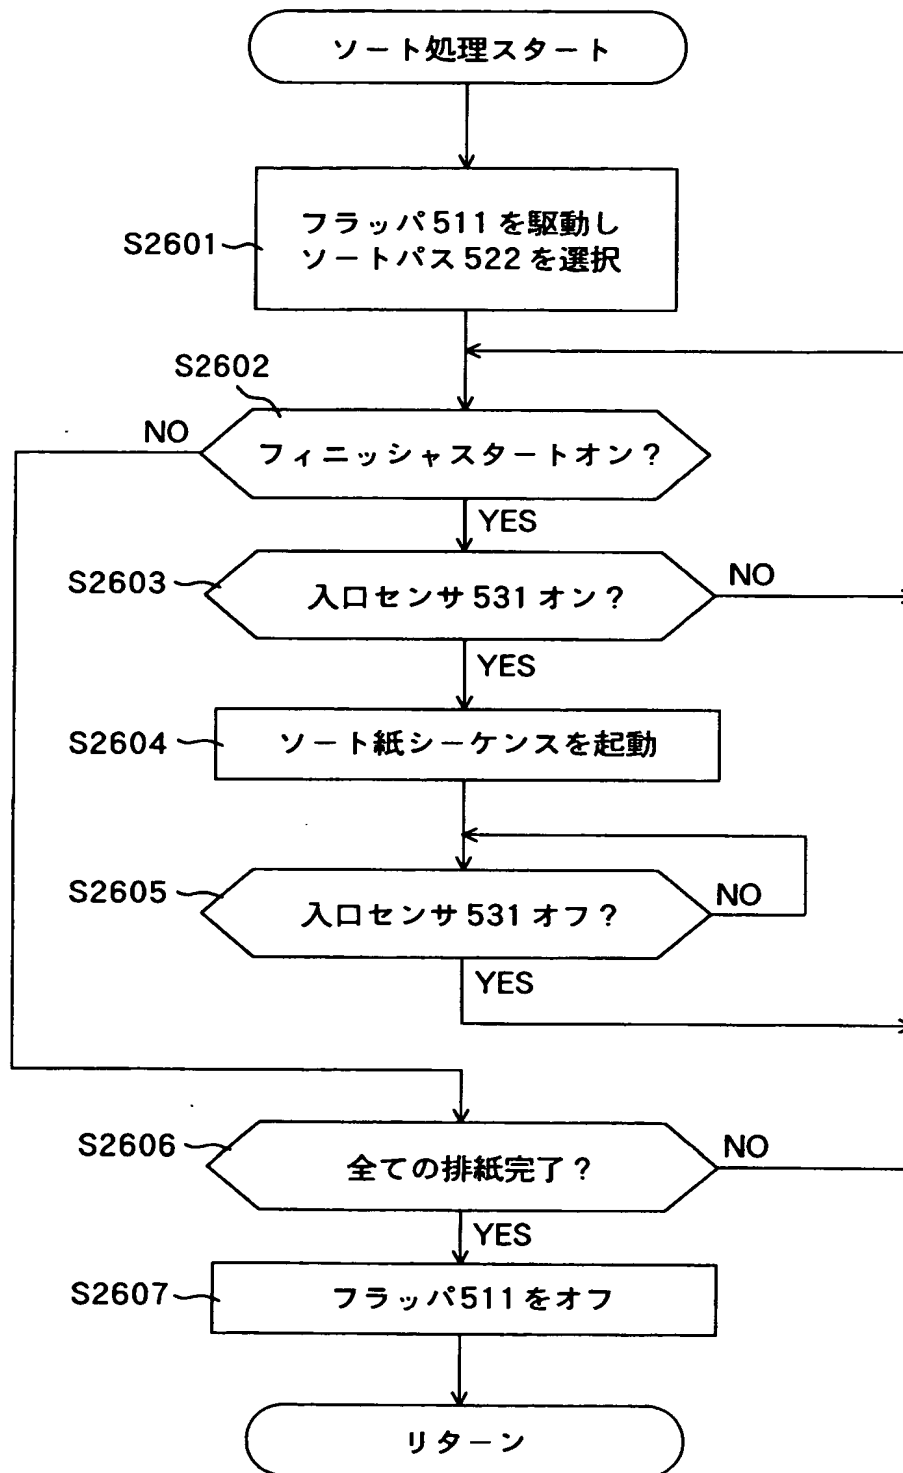 ソート処理スタート
S2601
フラッパ511を駆動し
ソートパス522を選択
S2602
NO
フィニッシャスタートオン?
YES
S2603
入口センサ531オン?
NO
YES
S2604
ソート紙シーケンスを起動
S2605
入口センサ531オフ?
NO
YES
S2606
全ての排紙完了?
NO
YES
S2607
フラッパ511をオフ
リターン